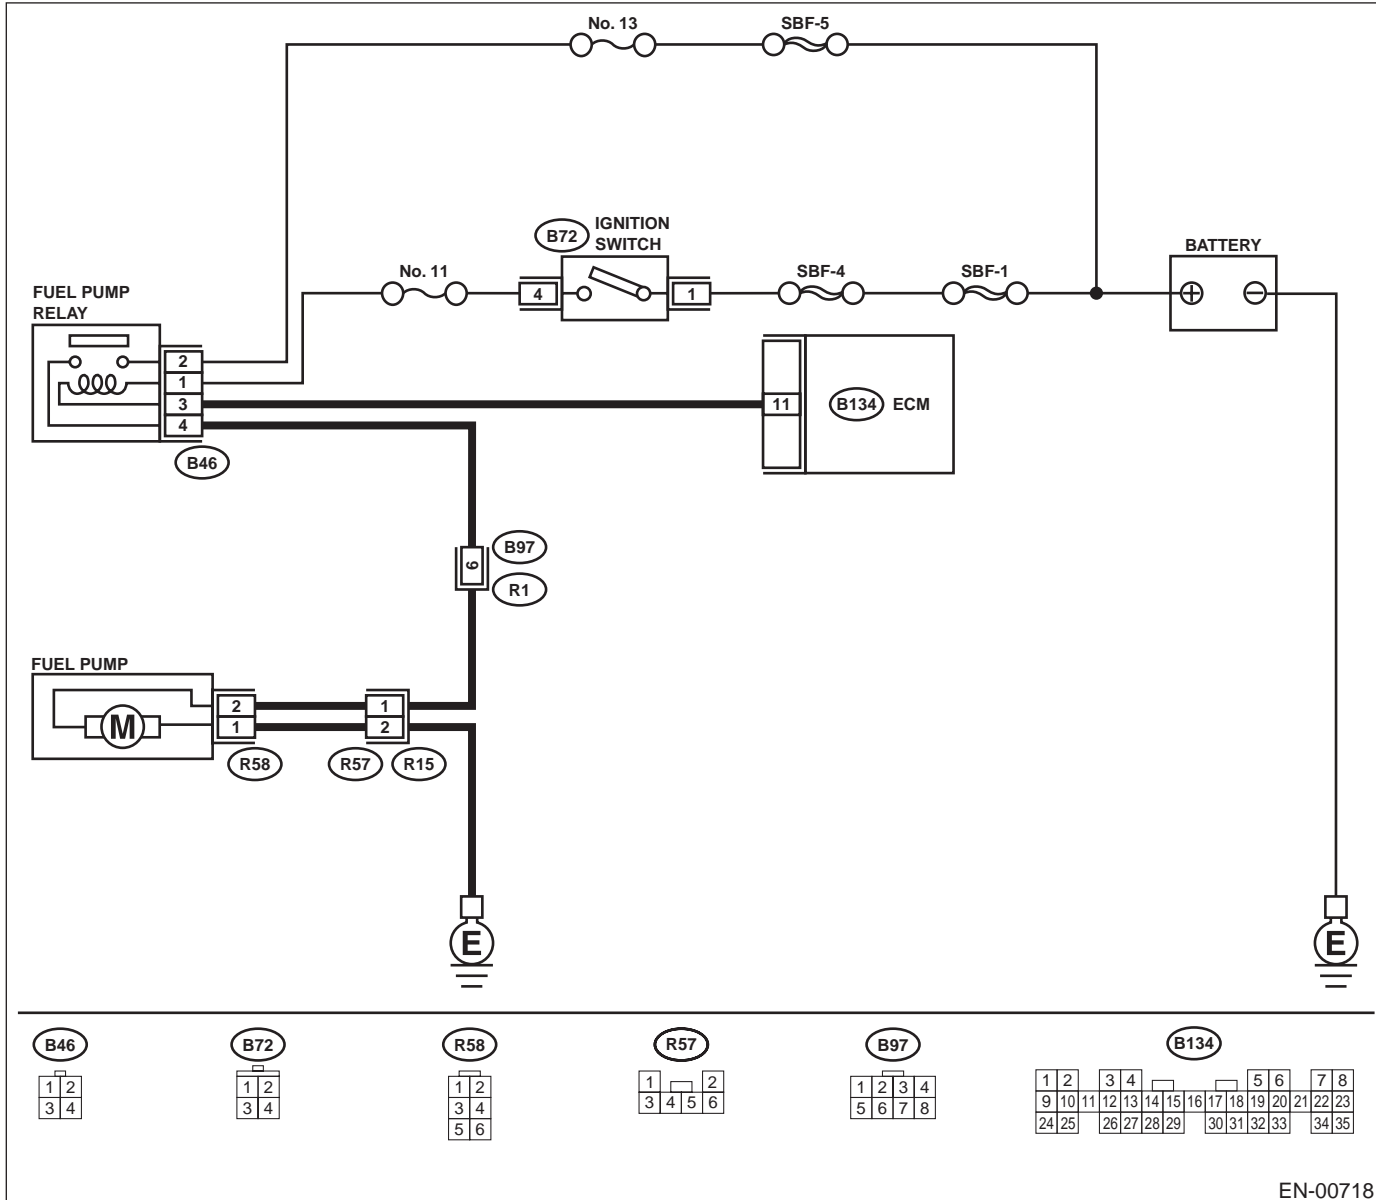 No. 13
SBF-5
B72
IGNITION
SWITCH
BATTERY
No. 11
4
1
SBF-4
SBF-1
FUEL PUMP
RELAY
2
1
3
4
11
B134
ECM
B46
6
B97
R1
FUEL PUMP
M
2
1
1
2
R58
R57
R15
E
E
B46
B72
R58
R57
B97
B134
1 2
3 4
1 2
3 4
1 2
3 4
5 6
1 2
3 4 5 6
1 2 3 4
5 6 7 8
1 2 3 4 5 6 7 8
9 10 11 12 13 14 15 16 17 18 19 20 21 22 23
24 25 26 27 28 29 30 31 32 33 34 35
EN-00718